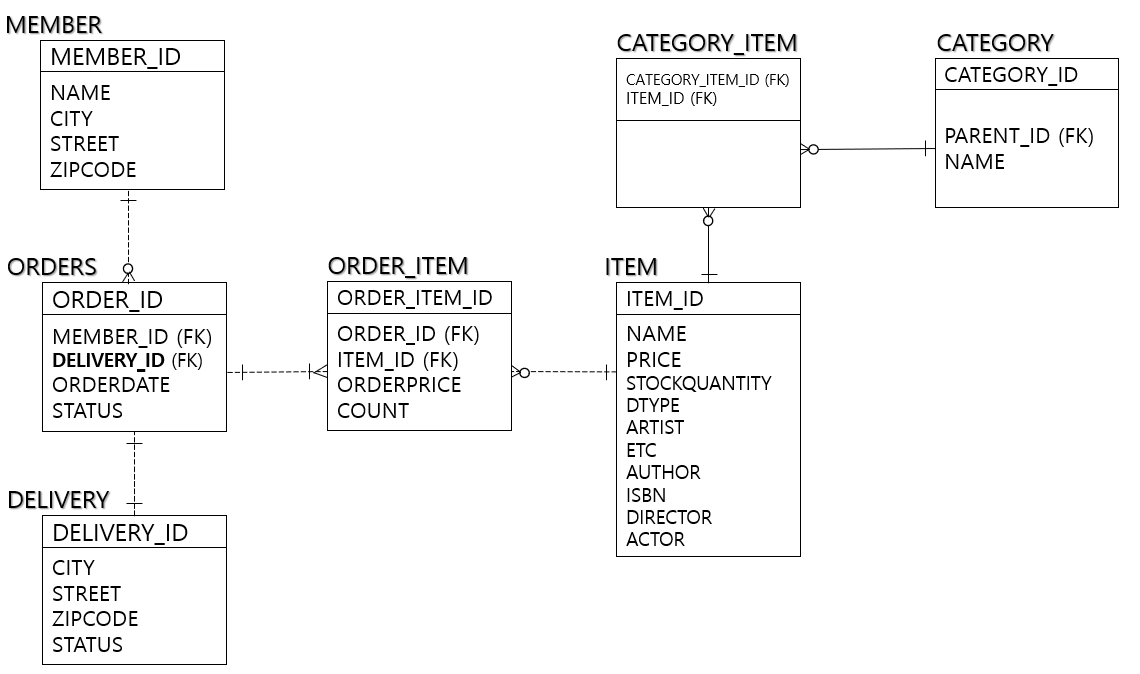 MEMBER
MEMBER_ID
NAME
CITY
STREET
ZIPCODE
CATEGORY_ITEM
CATEGORY_ITEM_ID (FK)
ITEM_ID (FK)
CATEGORY
CATEGORY_ID
PARENT_ID (FK)
NAME
ORDERS
ORDER_ID
MEMBER_ID (FK)
DELIVERY_ID (FK)
ORDERDATE
STATUS
ORDER_ITEM
ORDER_ITEM_ID
ORDER_ID (FK)
ITEM_ID (FK)
ORDERPRICE
COUNT
ITEM
ITEM_ID
NAME
PRICE
STOCKQUANTITY
DTYPE
ARTIST
ETC
AUTHOR
ISBN
DIRECTOR
ACTOR
DELIVERY
DELIVERY_ID
CITY
STREET
ZIPCODE
STATUS